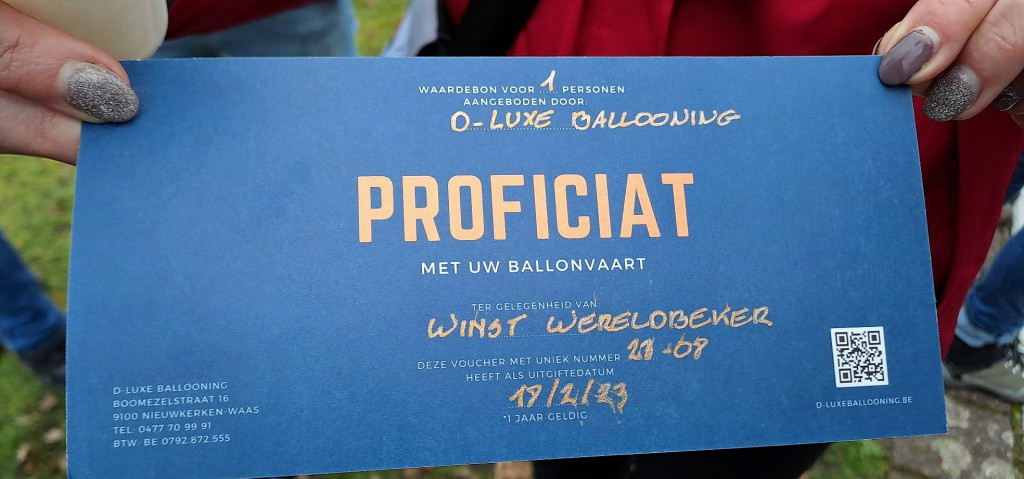 WAARDEBON VOOR 1 PERSONEN
AANGEBODEN DOOR:
D-LUXE BALLOONING
PROFICIAT
MET UW BALLONVAART
TER GELEGENHEID VAN:
WINST WERELDBEKER
DEZE VOUCHER MET UNIEK NUMMER 23-08
HEEFT ALS UITGIFTEDATUM
17/2/23
*1 JAAR GELDIG
D-LUXE BALLOONING
BOOMEZELSTRAAT 16
9100 NIEUWKERKEN-WAAS
TEL: 0477 70 99 91
BTW: BE 0792.872.555
D-LUXEBALLOONING.BE